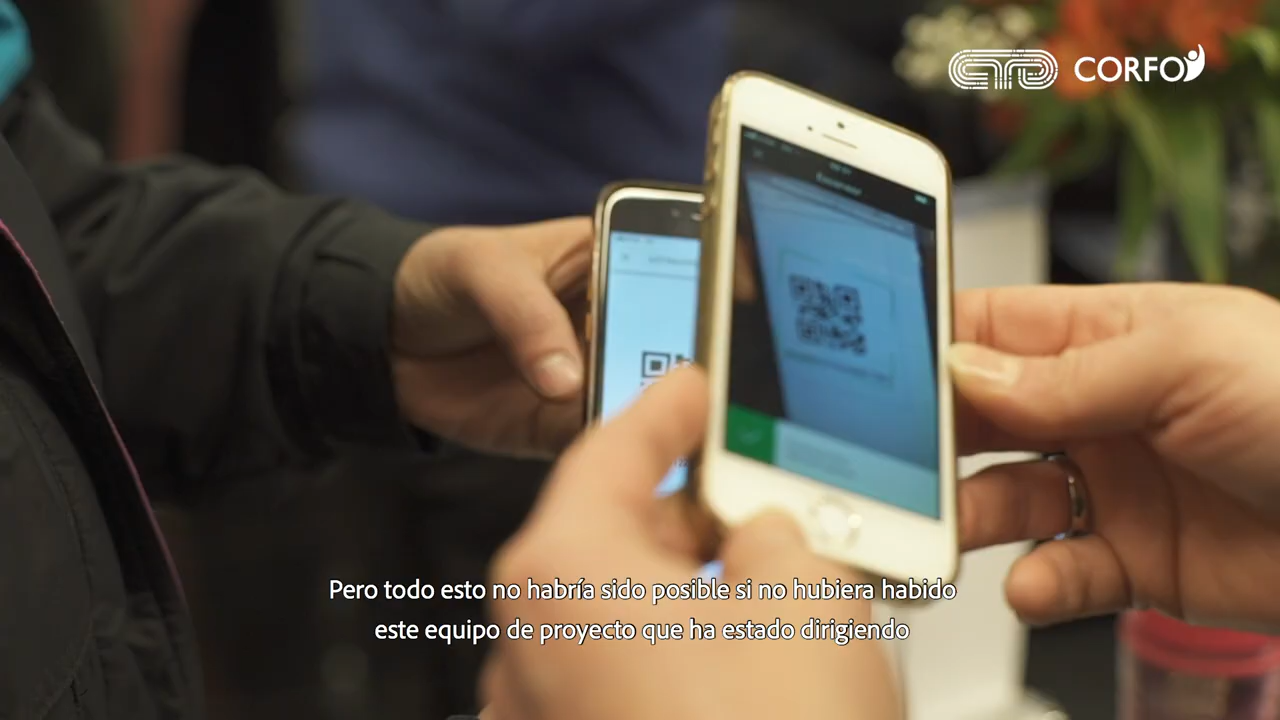 CTD CORFO
Pero todo esto no habría sido posible si no hubiera habido
este equipo de proyecto que ha estado dirigiendo